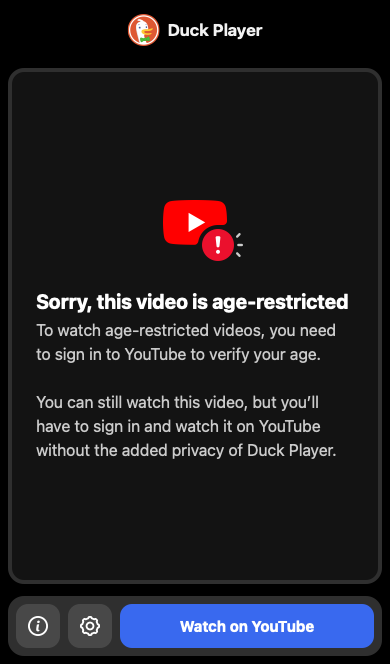 Duck Player
Sorry, this video is age-restricted
To watch age-restricted videos, you need
to sign in to YouTube to verify your age.
You can still watch this video, but you’ll
have to sign in and watch it on YouTube
without the added privacy of Duck Player.
Watch on YouTube